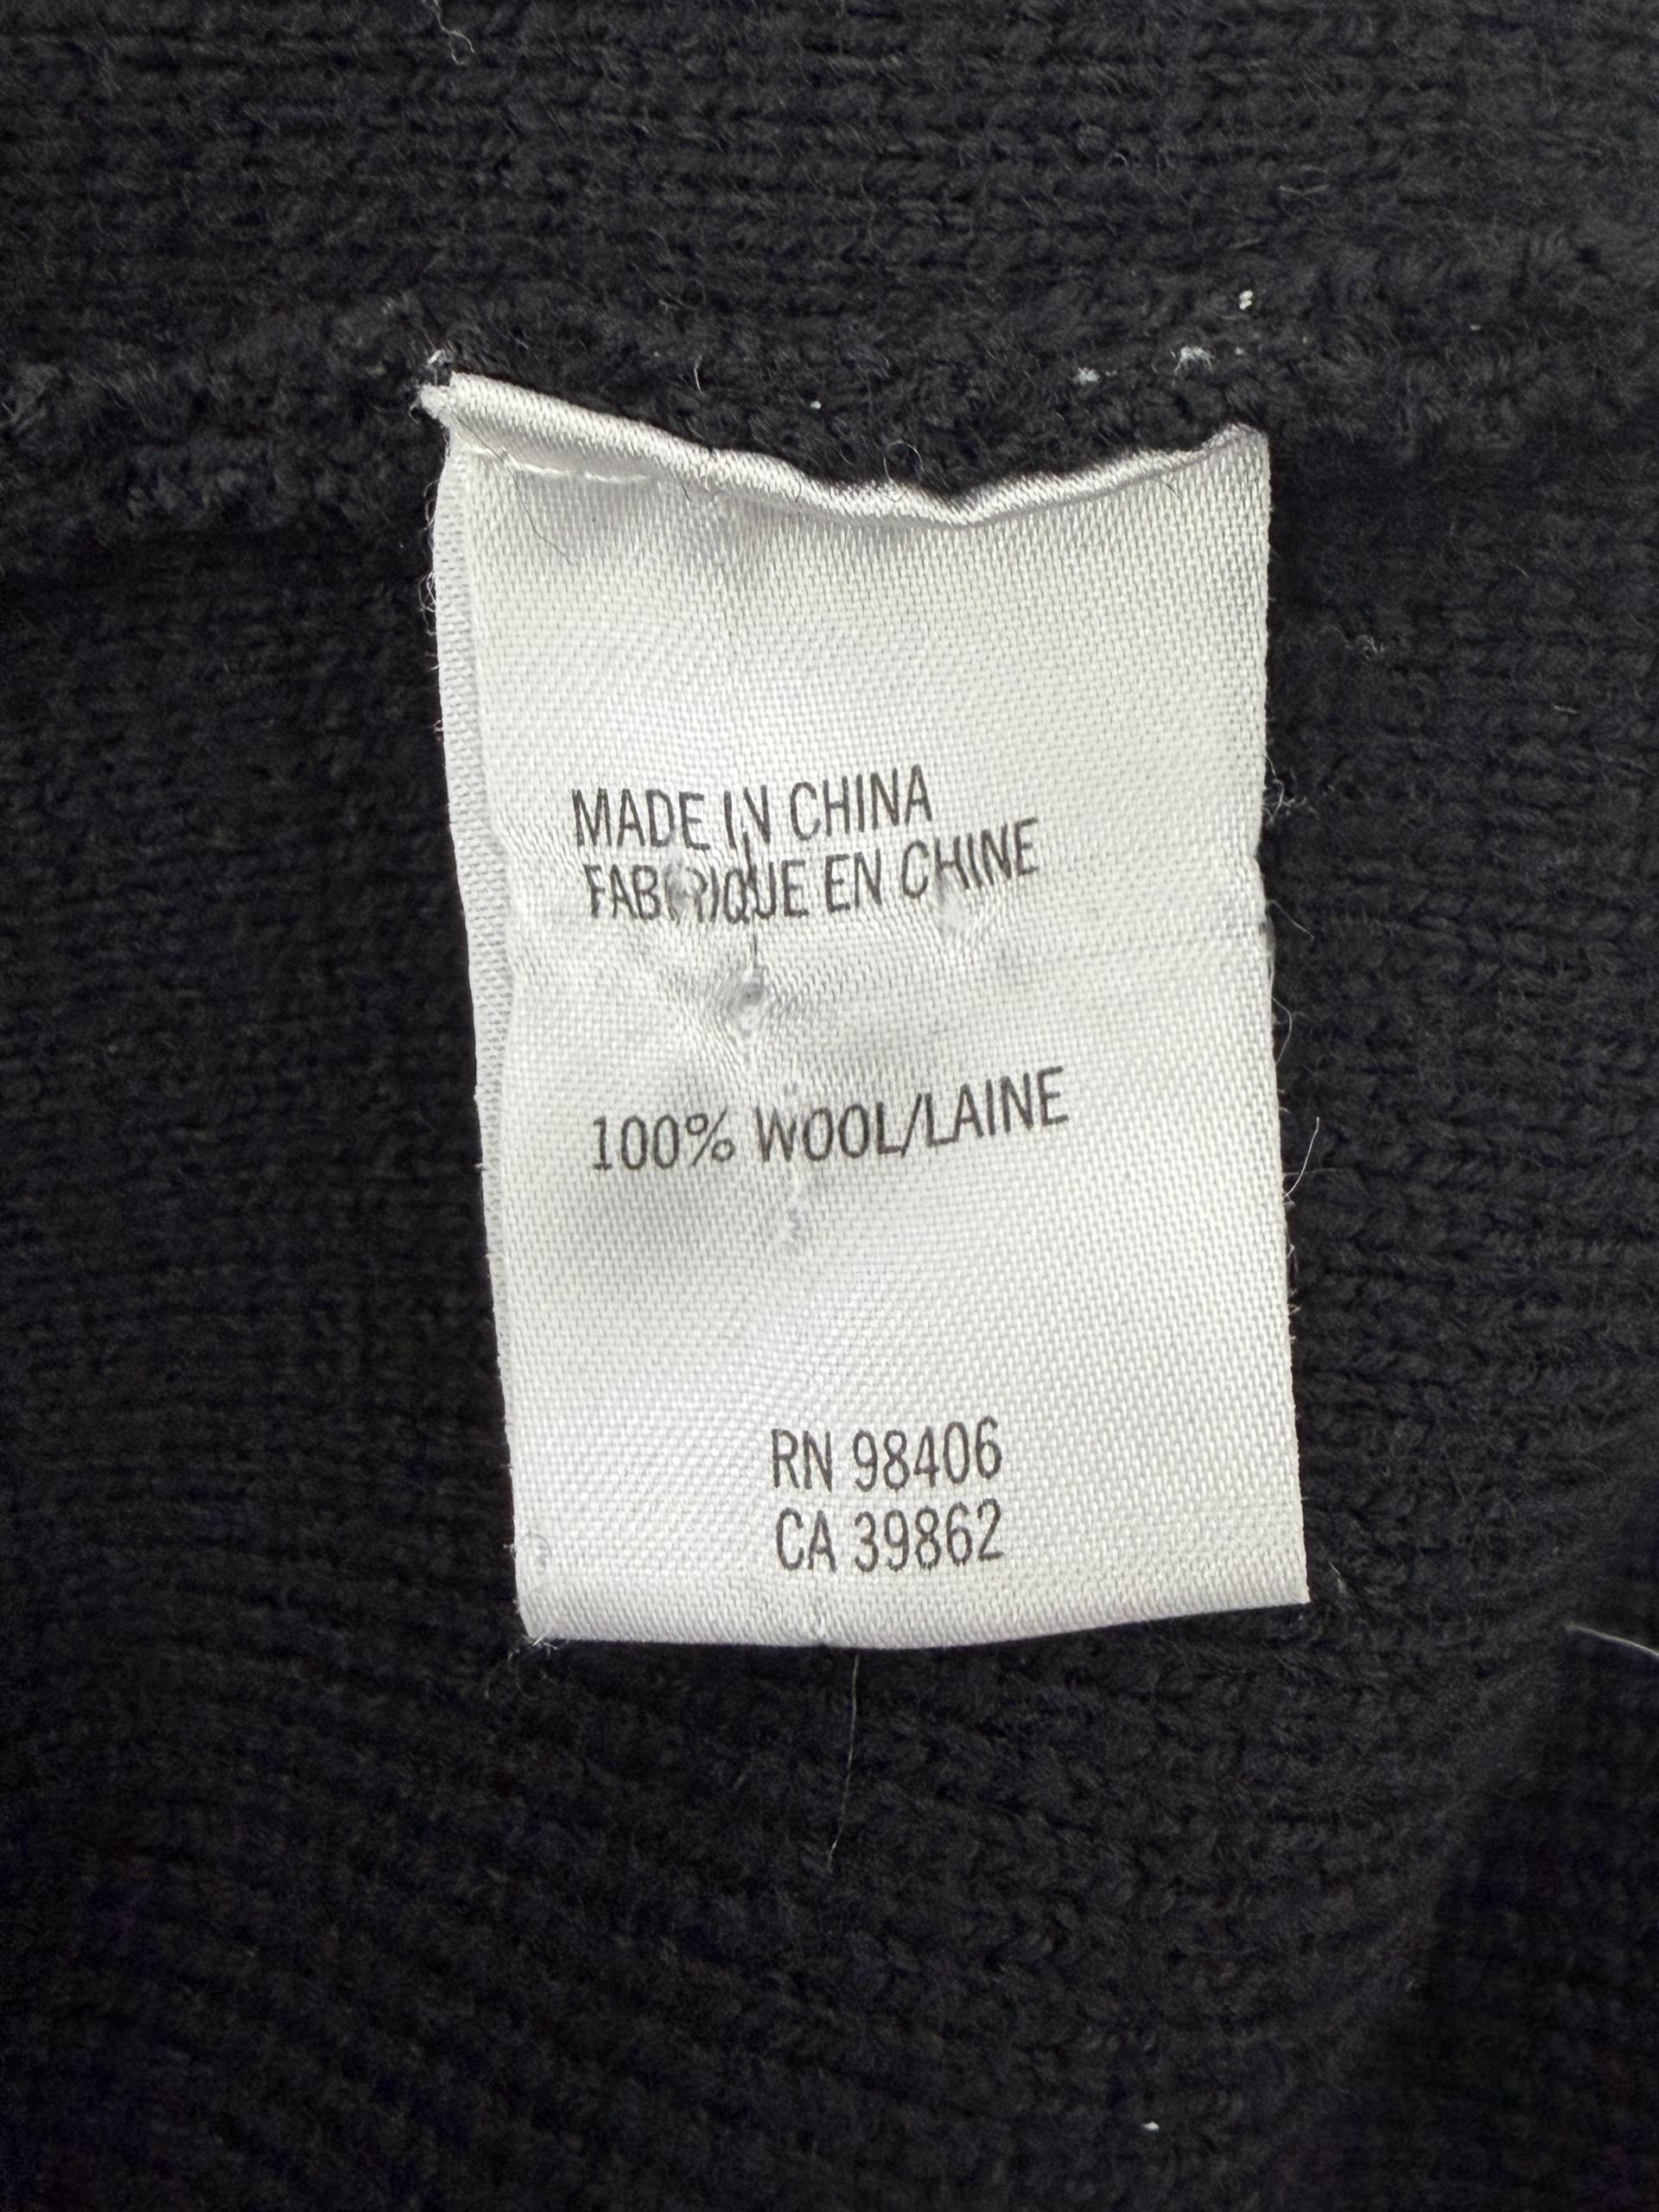 MADE IN CHINA
FABRIQUE EN CHINE
100% WOOL/LAINE
RN 98406
CA 39862